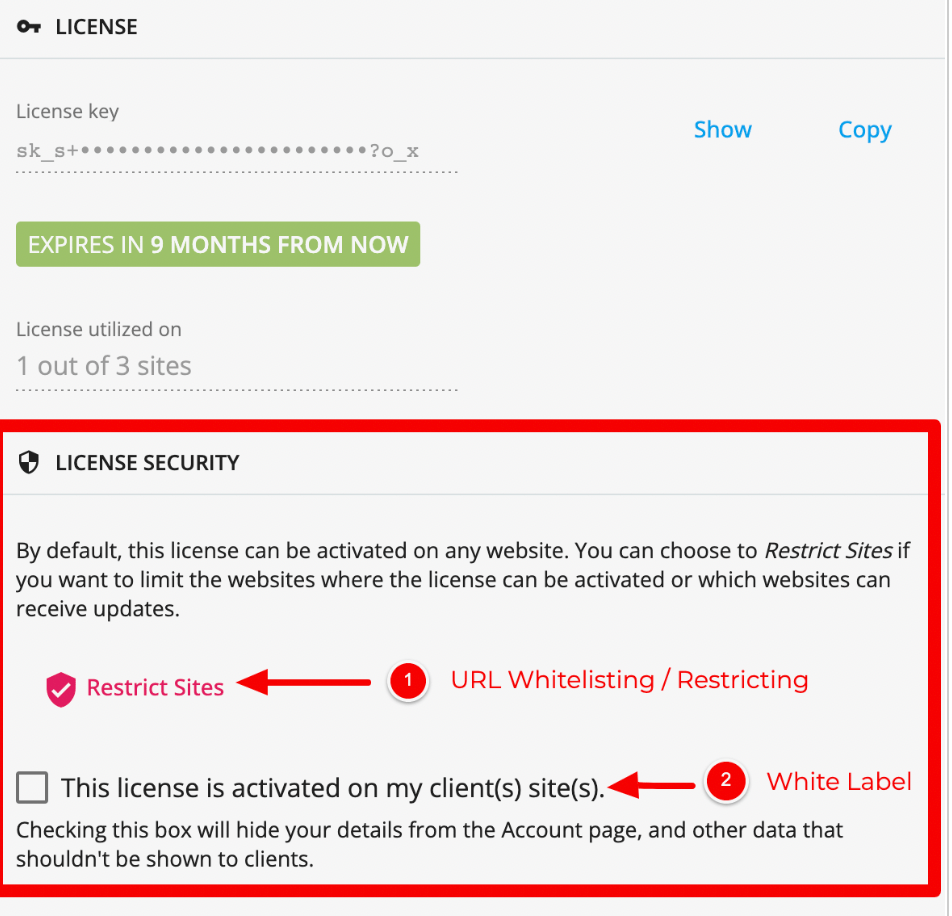 LICENSE
License key
Show
Copy
sk_s+•••••••••••••••••••••••?o_x
EXPIRES IN 9 MONTHS FROM NOW
License utilized on
1 out of 3 sites
LICENSE SECURITY
By default, this license can be activated on any website. You can choose to Restrict Sites if
you want to limit the websites where the license can be activated or which websites can
receive updates.
Restrict Sites
1
URL Whitelisting / Restricting
This license is activated on my client(s) site(s).
2
White Label
Checking this box will hide your details from the Account page, and other data that
shouldn't be shown to clients.